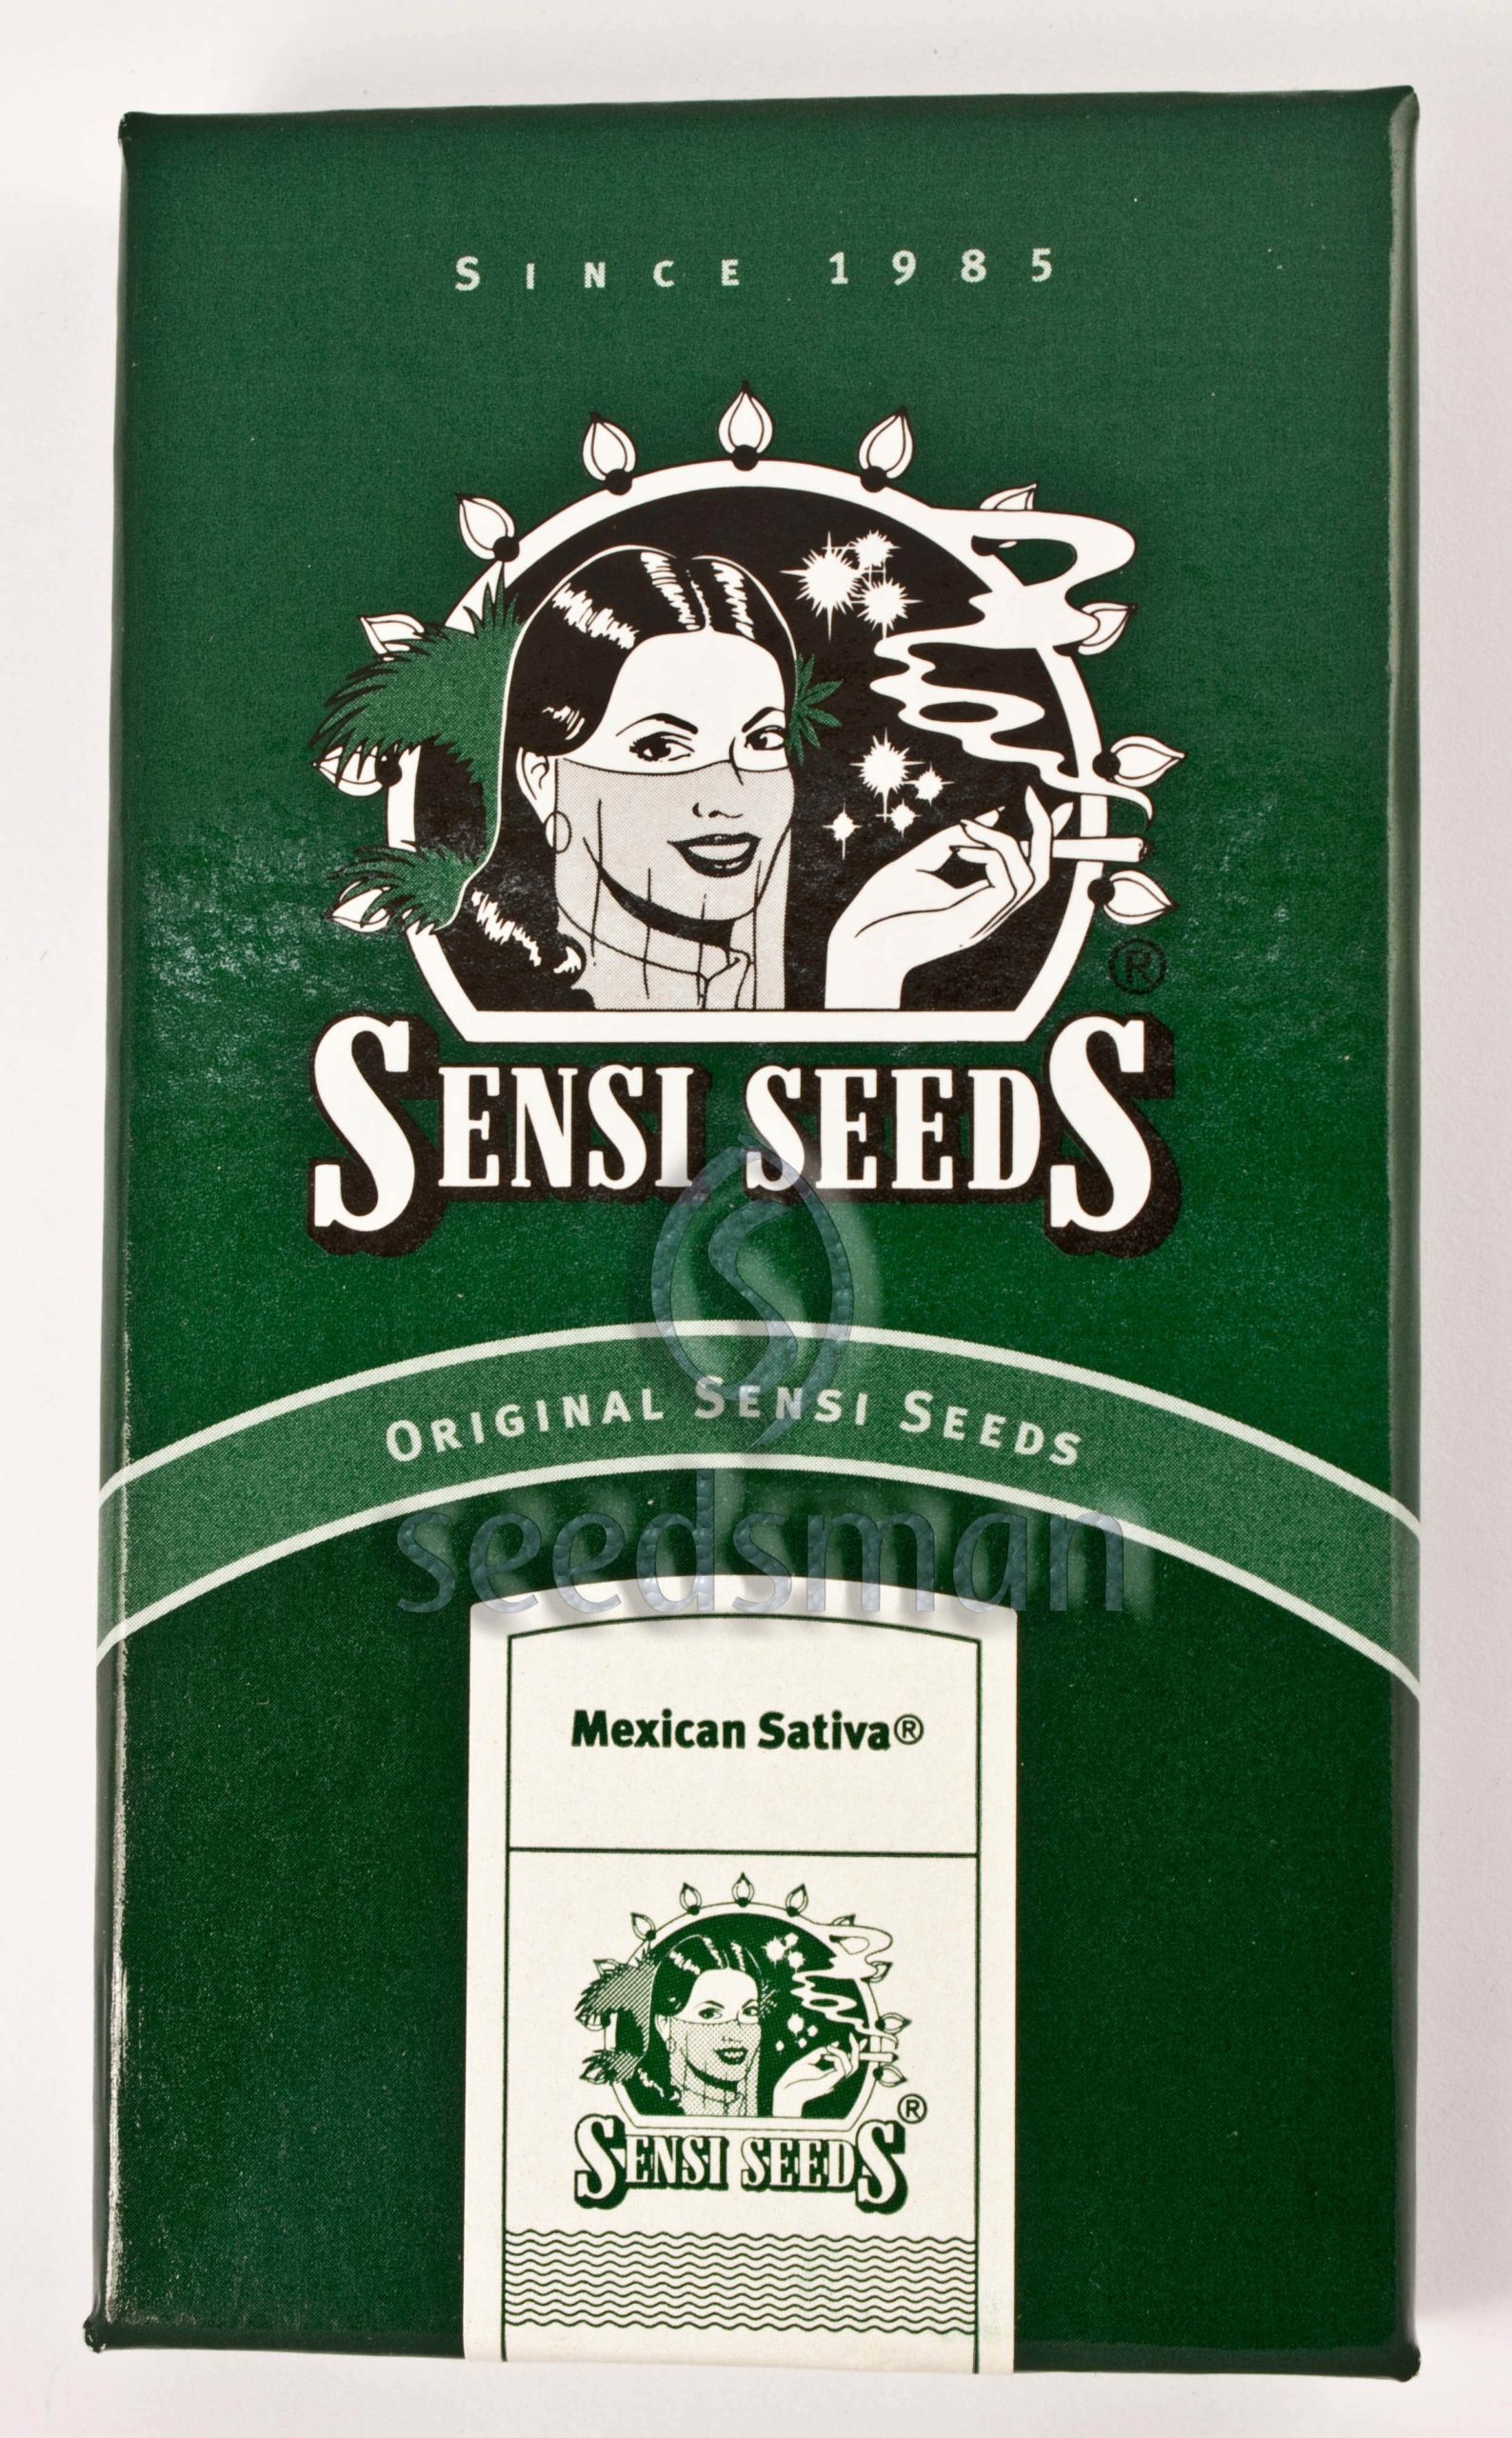 SINCE 1985
®
SENSI SEEDS
ORIGINAL SENSI SEEDS
seedsman
Mexican Sativa®
®
SENSI SEEDS